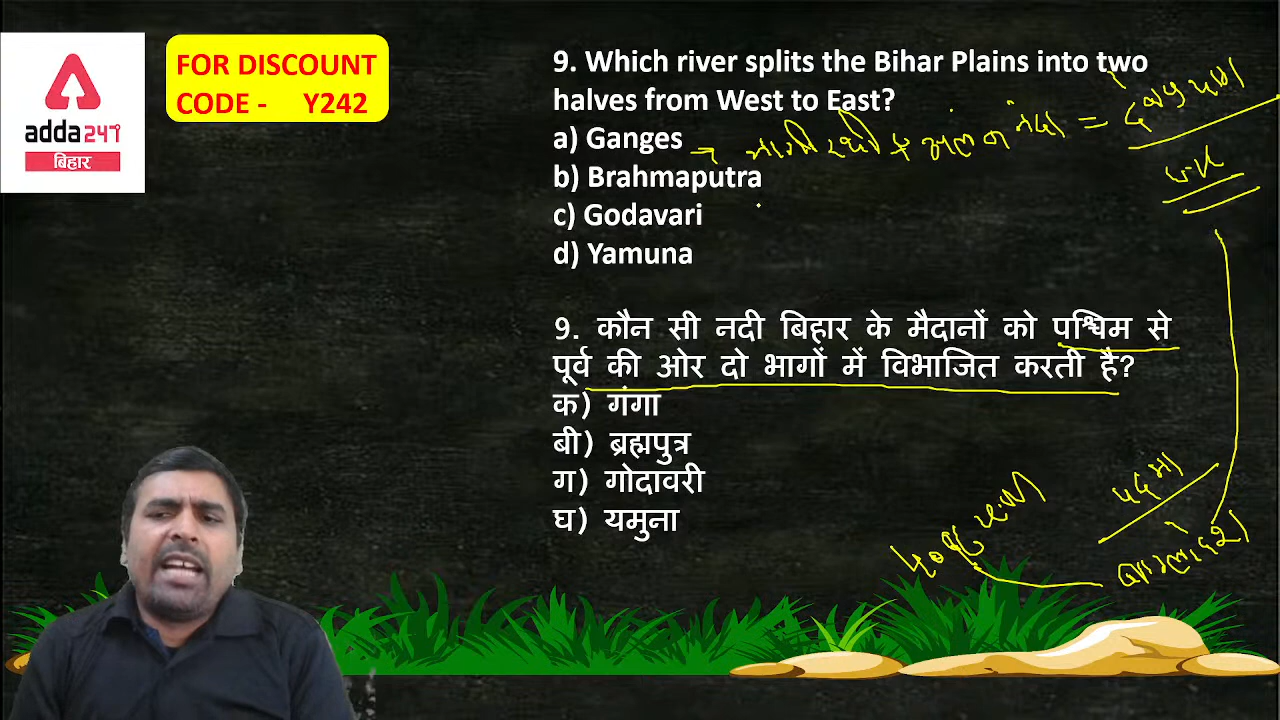 FOR DISCOUNT
CODE - Y242
adda247
बिहार
9. Which river splits the Bihar Plains into two
halves from West to East?
a) Ganges
b) Brahmaputra
c) Godavari
d) Yamuna
9. कौन सी नदी बिहार के मैदानों को पश्चिम से
पूर्व की ओर दो भागों में विभाजित करती है?
क) गंगा
बी) ब्रह्मपुत्र
ग) गोदावरी
घ) यमुना
पदमा